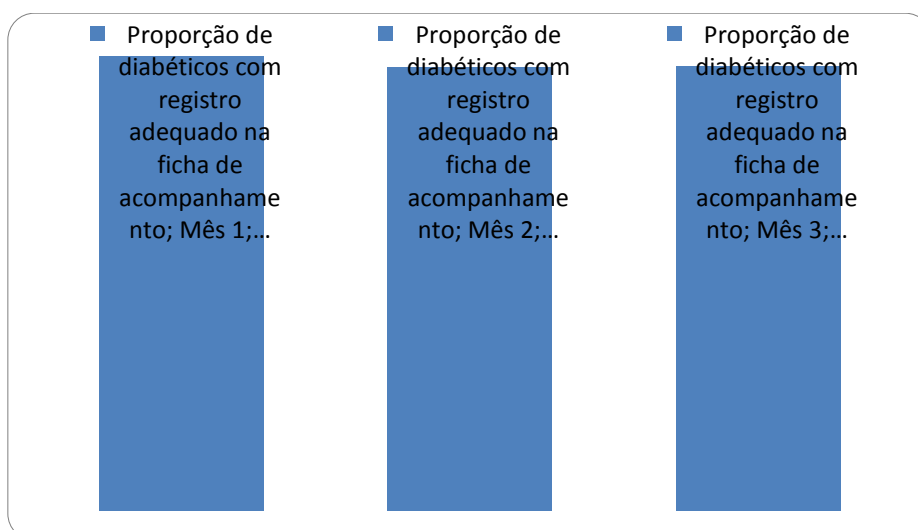 Proporção de
diabéticos com
registro
adequado na
ficha de
acompanhame
nto; Mês 1;…
Proporção de
diabéticos com
registro
adequado na
ficha de
acompanhame
nto; Mês 2;…
Proporção de
diabéticos com
registro
adequado na
ficha de
acompanhame
nto; Mês 3;…